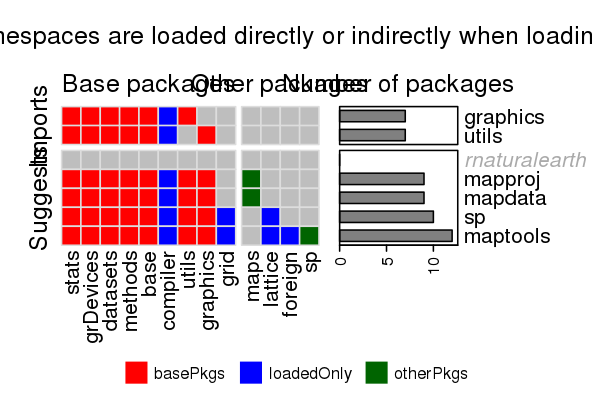 nespaces are loaded directly or indirectly when loadin
Base packages
Other packages
Number of packages
Imports
Suggests
graphics
utils
rnaturalearth
mapproj
mapdata
sp
maptools
0
5
10
stats
grDevices
datasets
methods
base
compiler
utils
graphics
grid
maps
lattice
foreign
sp
basePkgs
loadedOnly
otherPkgs